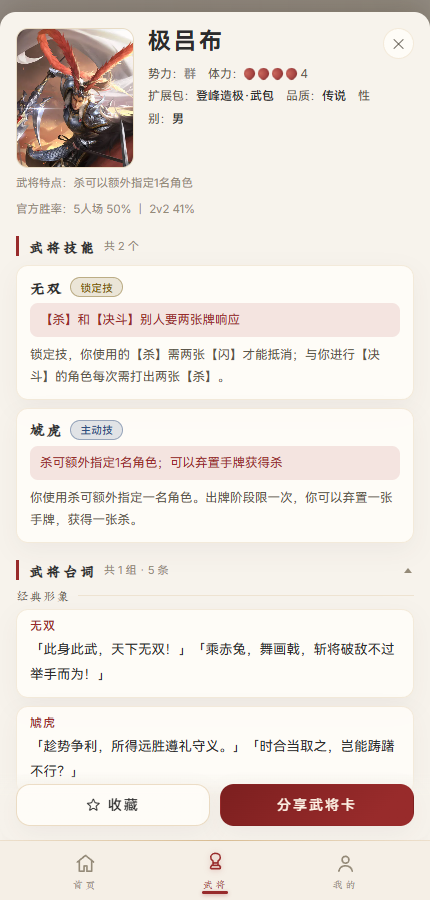 极吕布
势力: 群 体力: 4
扩展包: 登峰造极·武包 品质: 传说 性
别: 男
武将特点: 杀可以额外指定1名角色
官方胜率: 5人场 50% | 2v2 41%
武将技能 共 2 个
无双 锁定技
【杀】和【决斗】别人要两张牌响应
锁定技，你使用的【杀】需两张【闪】才能抵消；与你进行【决
斗】的角色每次需打出两张【杀】。
虓虎 主动技
杀可额外指定1名角色；可以弃置手牌获得杀
你使用杀可额外指定一名角色。出牌阶段限一次，你可以弃置一张
手牌，获得一张杀。
武将台词 共 1 组 · 5 条
经典形象
无双
「此身此武，天下无双！」「乘赤兔，舞画戟，斩将破敌不过
举手而为！」
虓虎
「趁势争利，所得远胜遵礼守义。」「时合当取之，岂能踌躇
不行？」
收藏
分享武将卡
首页
武将
我的